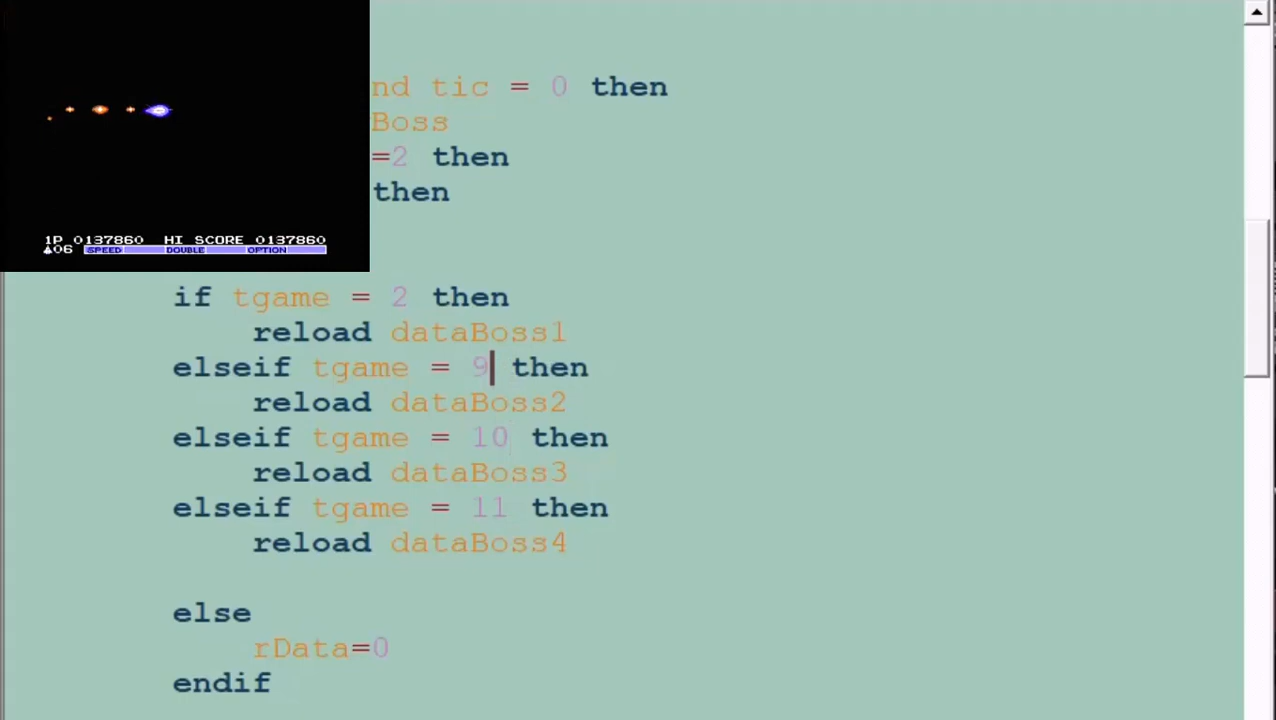 nd tic = 0 then
Boss
=2 then
then
1P 0137860 HI SCORE 0137860
06 SPEED DOUBLE OPTION
if tgame = 2 then
reload dataBoss1
elseif tgame = 9 then
reload dataBoss2
elseif tgame = 10 then
reload dataBoss3
elseif tgame = 11 then
reload dataBoss4
else
rData=0
endif